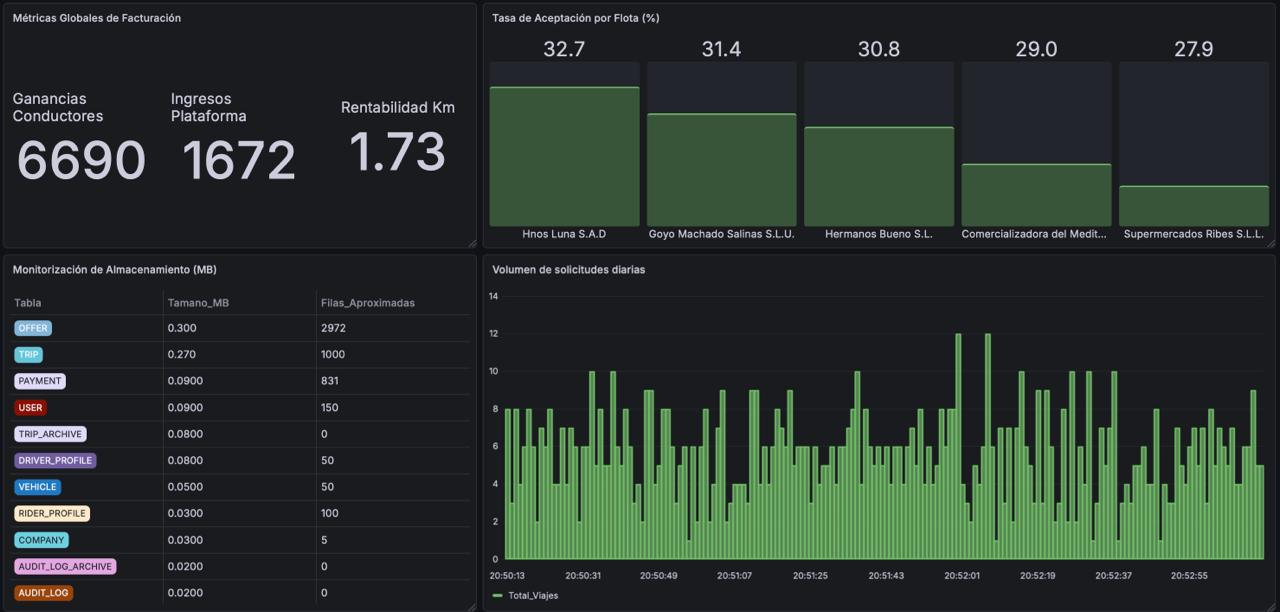 Métricas Globales de Facturación
Ganancias
Conductores
6690
Ingresos
Plataforma
1672
Rentabilidad Km
1.73
Tasa de Aceptación por Flota (%)
32.7 31.4 30.8 29.0 27.9
Hnos Luna S.A.D Goyo Machado Salinas S.L.U. Hermanos Bueno S.L. Comercializadora del Medit... Supermercados Ribes S.L.L.
Monitorización de Almacenamiento (MB)
Tabla Tamano_MB Filas_Aproximadas
OFFER 0.300 2972
TRIP 0.270 1000
PAYMENT 0.0900 831
USER 0.0900 150
TRIP_ARCHIVE 0.0800 0
DRIVER_PROFILE 0.0800 50
VEHICLE 0.0500 50
RIDER_PROFILE 0.0300 100
COMPANY 0.0300 5
AUDIT_LOG_ARCHIVE 0.0200 0
AUDIT_LOG 0.0200 0
Volumen de solicitudes diarias
14
12
10
8
6
4
2
0
20:50:13 20:50:31 20:50:49 20:51:07 20:51:25 20:51:43 20:52:01 20:52:19 20:52:37 20:52:55
Total_Viajes